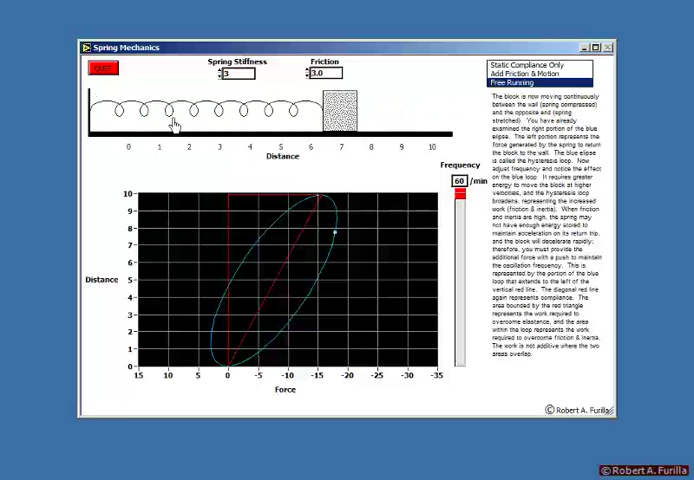 Spring Mechanics
QUIT
Spring Stiffness
3
Friction
3.0
Static Compliance Only
Add Friction & Motion
Free Running
0 1 2 3 4 5 6 7 8 9 10
Distance
The block is now moving continuously
between the wall (spring compressed)
and the opposite end (spring
stretched). You have already
examined the right portion of the blue
elipse. The left portion represents the
force generated by the spring to return
the block to the wall. The blue elipse
is called the hysteresis loop. Now
adjust frequency and notice the effect
on the blue loop. It requires greater
energy to move the block at higher
velocities, and the hysteresis loop
broadens, representing the increased
work (friction & inertia). When friction
and inertia are high, the spring may
not have enough energy stored to
maintain acceleration on its return trip,
and the block will decelerate rapidly;
therefore, you must provide the
additional force with a push to maintain
the oscillation frequency. This is
represented by the portion of the blue
loop that extends to the left of the
vertical red line. The diagonal red line
again represents compliance. The
area bounded by the red triangle
represents the work required to
overcome elastance, and the area
within the loop represents the work
required to overcome friction & inertia.
The work is not additive where the two
areas overlap.
Frequency
60 /min
10
9
8
7
6
Distance 5
4
3
2
1
0
15 10 5 0 -5 -10 -15 -20 -25 -30 -35
Force
© Robert A. Furilla
© Robert A. Furilla